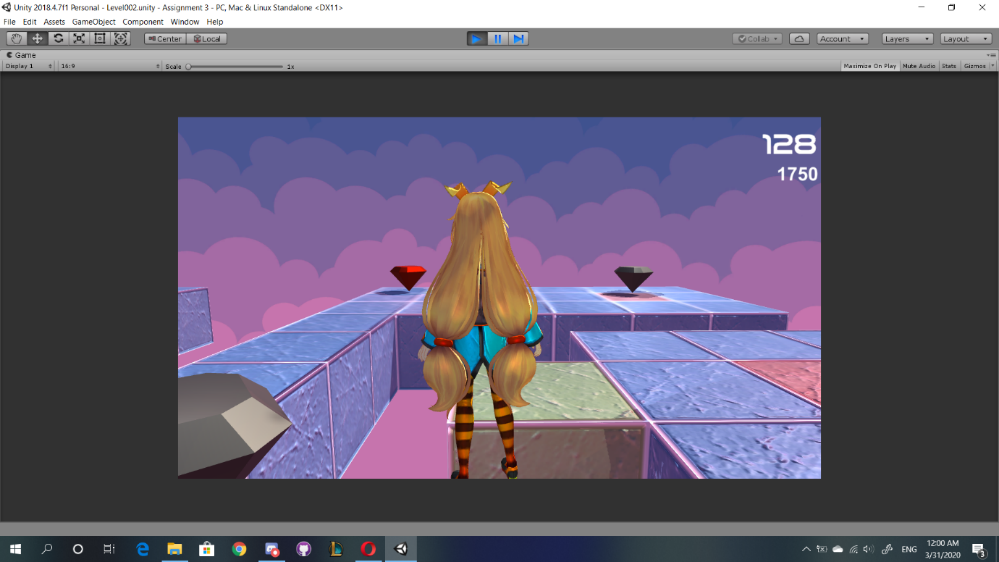 Unity 2018.4.7f1 Personal - Level002.unity - Assignment 3 - PC, Mac & Linux Standalone <DX11>
File Edit Assets GameObject Component Window Help
Center Local Collab Account Layers Layout
Game
Display 1 16:9 Scale 1x Maximize On Play Mute Audio Stats Gizmos
128
1750
12:00 AM
ENG
3/31/2020
3